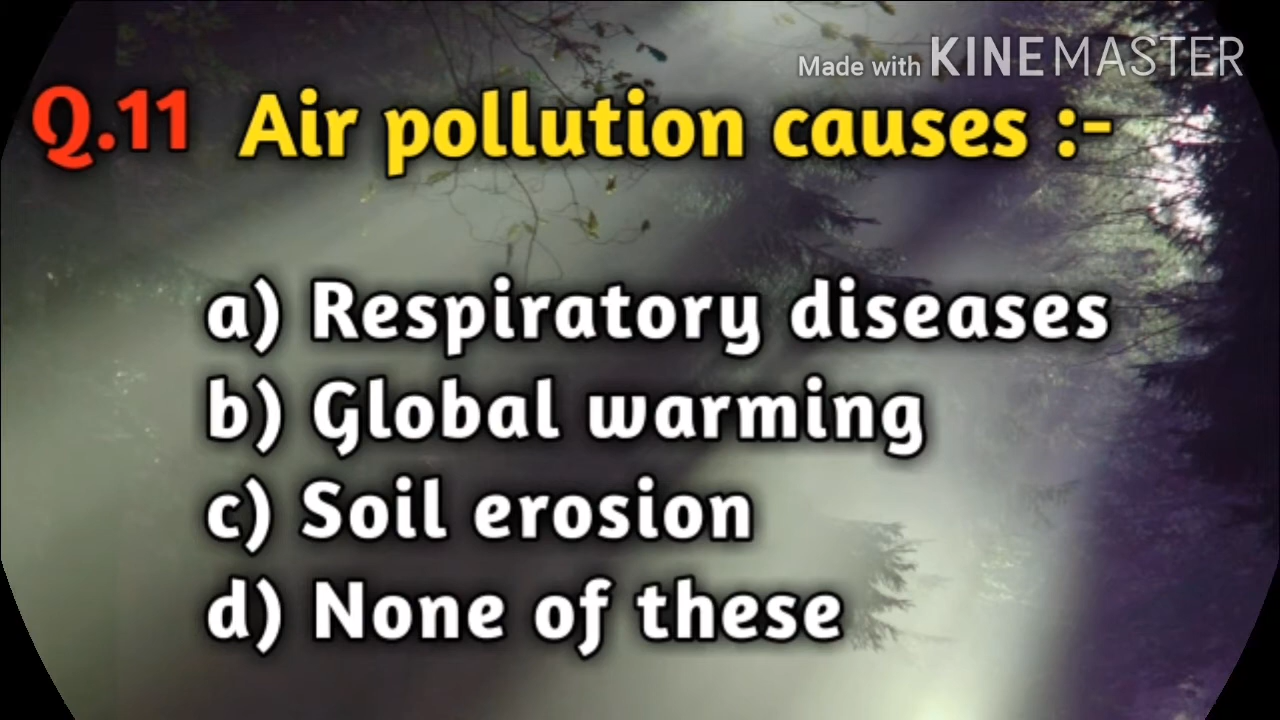 Made with KINEMASTER
Q.11 Air pollution causes :-
a) Respiratory diseases
b) Global warming
c) Soil erosion
d) None of these